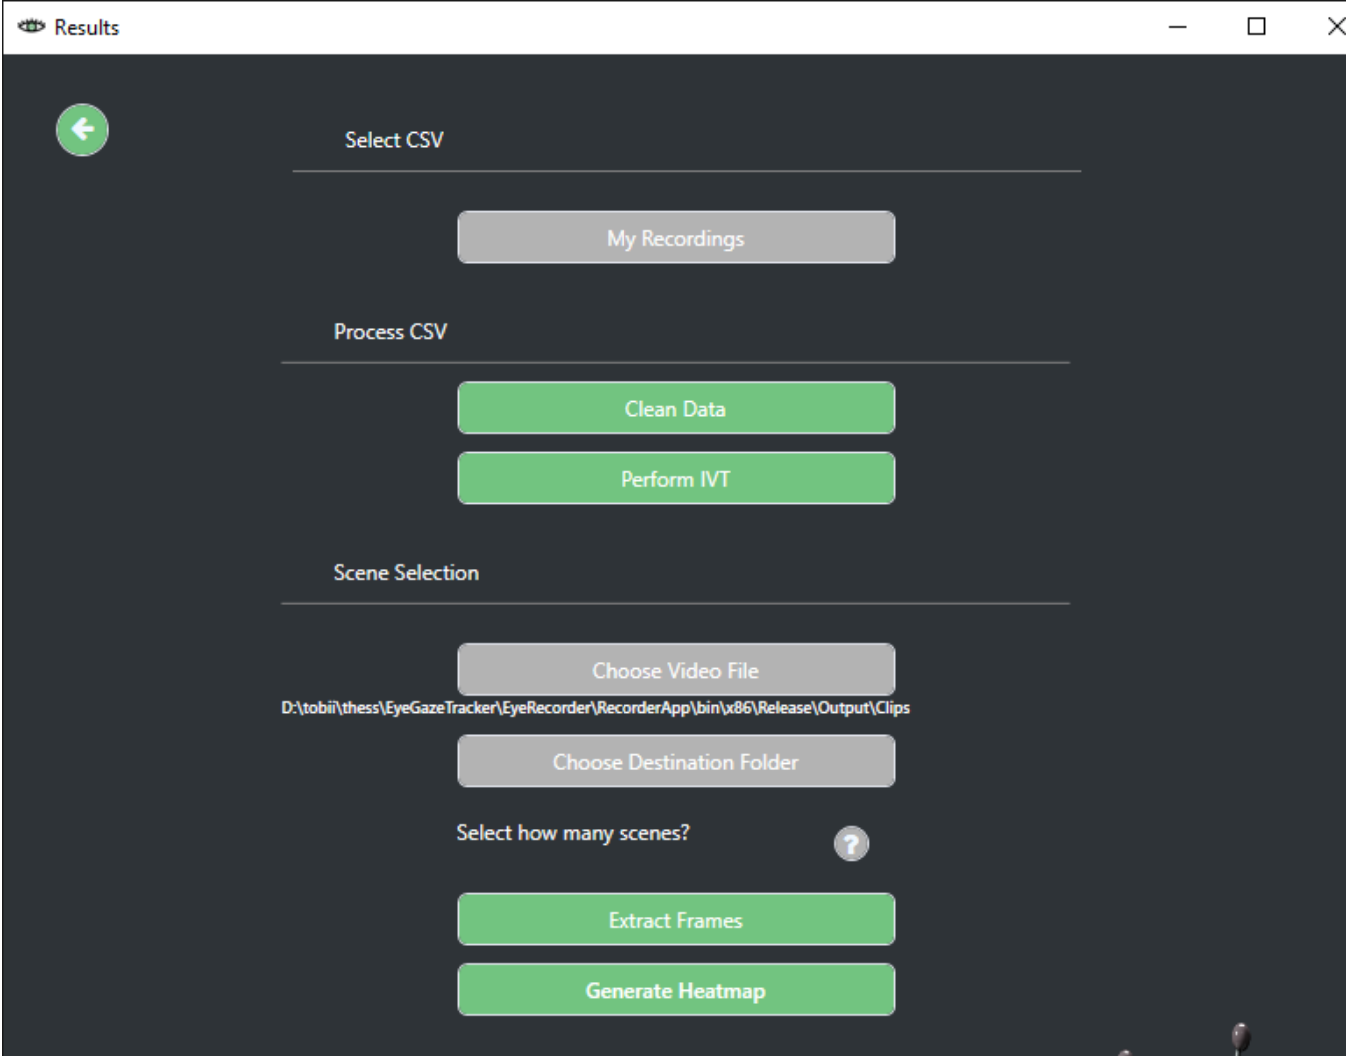 Results
Select CSV
My Recordings
Process CSV
Clean Data
Perform IVT
Scene Selection
Choose Video File
D:\tobii\thess\EyeGazeTracker\EyeRecorder\RecorderApp\bin\x86\Release\Output\Clips
Choose Destination Folder
Select how many scenes?
?
Extract Frames
Generate Heatmap